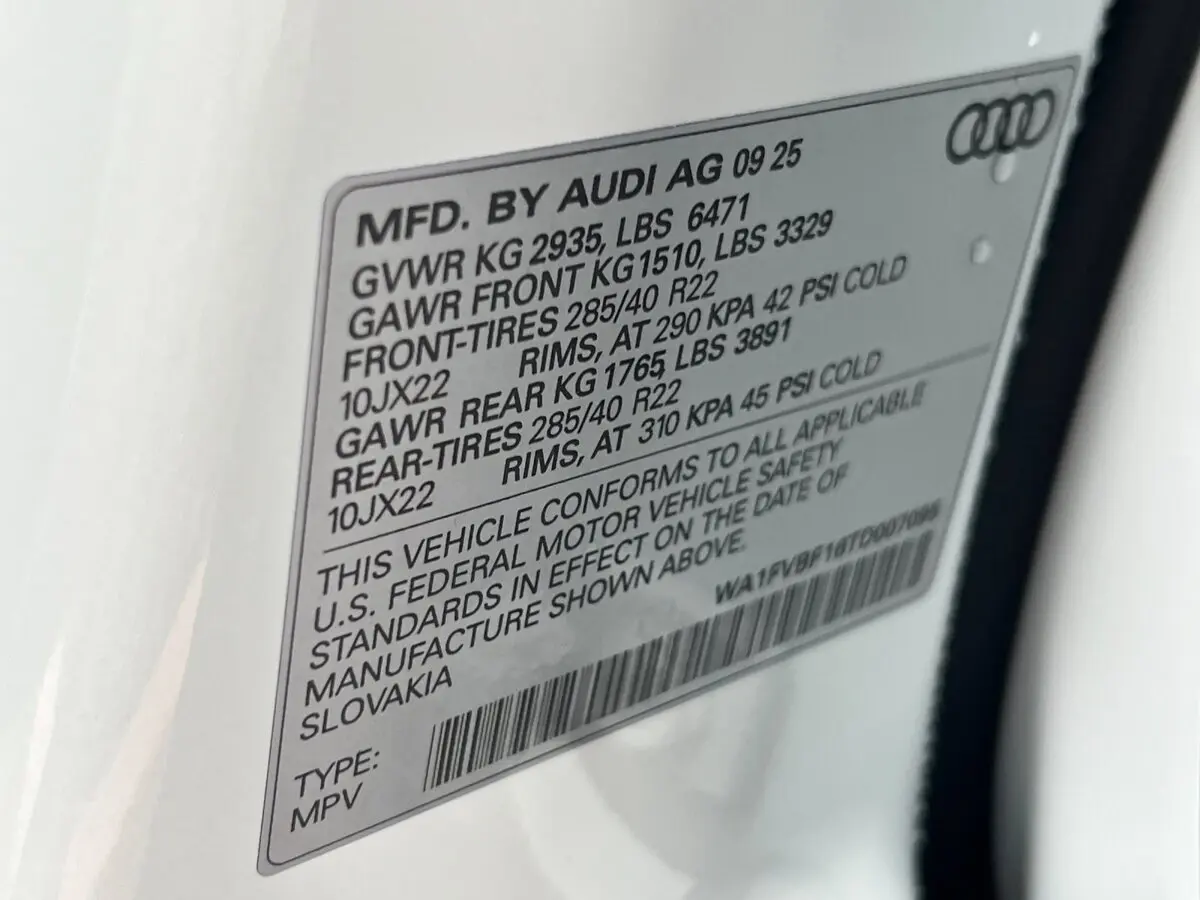 MFD. BY AUDI AG 09 25
GVWR KG 2935, LBS 6471
GAWR FRONT KG1510, LBS 3329
FRONT-TIRES 285/40 R22
10JX22 RIMS, AT 290 KPA 42 PSI COLD
GAWR REAR KG 1765, LBS 3891
REAR-TIRES 285/40 R22
10JX22 RIMS, AT 310 KPA 45 PSI COLD
THIS VEHICLE CONFORMS TO ALL APPLICABLE
U.S. FEDERAL MOTOR VEHICLE SAFETY
STANDARDS IN EFFECT ON THE DATE OF
MANUFACTURE SHOWN ABOVE.
SLOVAKIA
TYPE:
MPV